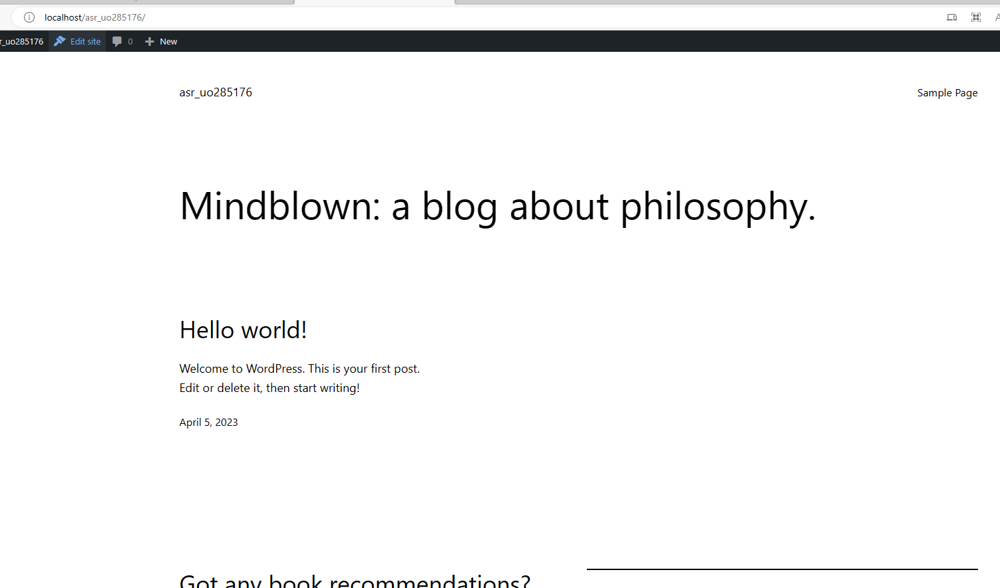 localhost/asr_uo285176/
r_uo285176 Edit site 0 New
asr_uo285176
Sample Page
Mindblown: a blog about philosophy.
Hello world!
Welcome to WordPress. This is your first post.
Edit or delete it, then start writing!
April 5, 2023
Got any book recommendations?